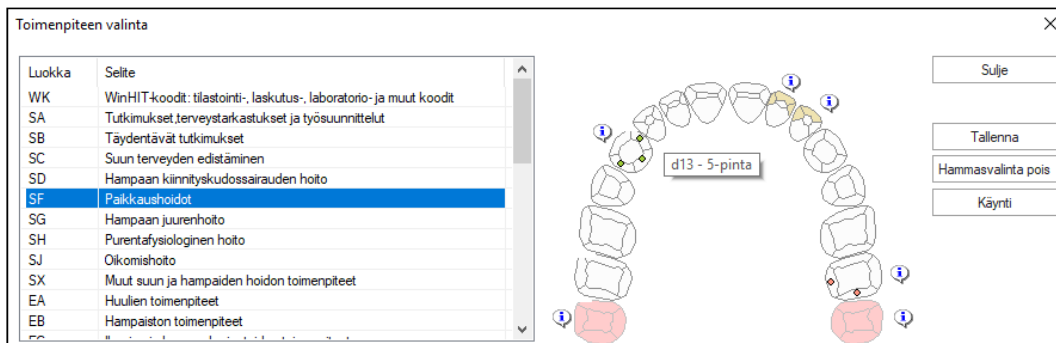 Toimenpiteen valinta
Luokka Selite
WK WinHIT-koodit: tilastointi-, laskutus-, laboratorio- ja muut koodit
SA Tutkimukset,terveystarkastukset ja työsuunnittelut
SB Täydentävät tutkimukset
SC Suun terveyden edistäminen
SD Hampaan kiinnityskudossairauden hoito
SF Paikkaushoidot
SG Hampaan juurenhoito
SH Purentafysiologinen hoito
SJ Oikomishoito
SX Muut suun ja hampaiden hoidon toimenpiteet
EA Huulien toimenpiteet
EB Hampaiston toimenpiteet
d13 - 5-pinta
Sulje
Tallenna
Hammasvalinta pois
Käynti